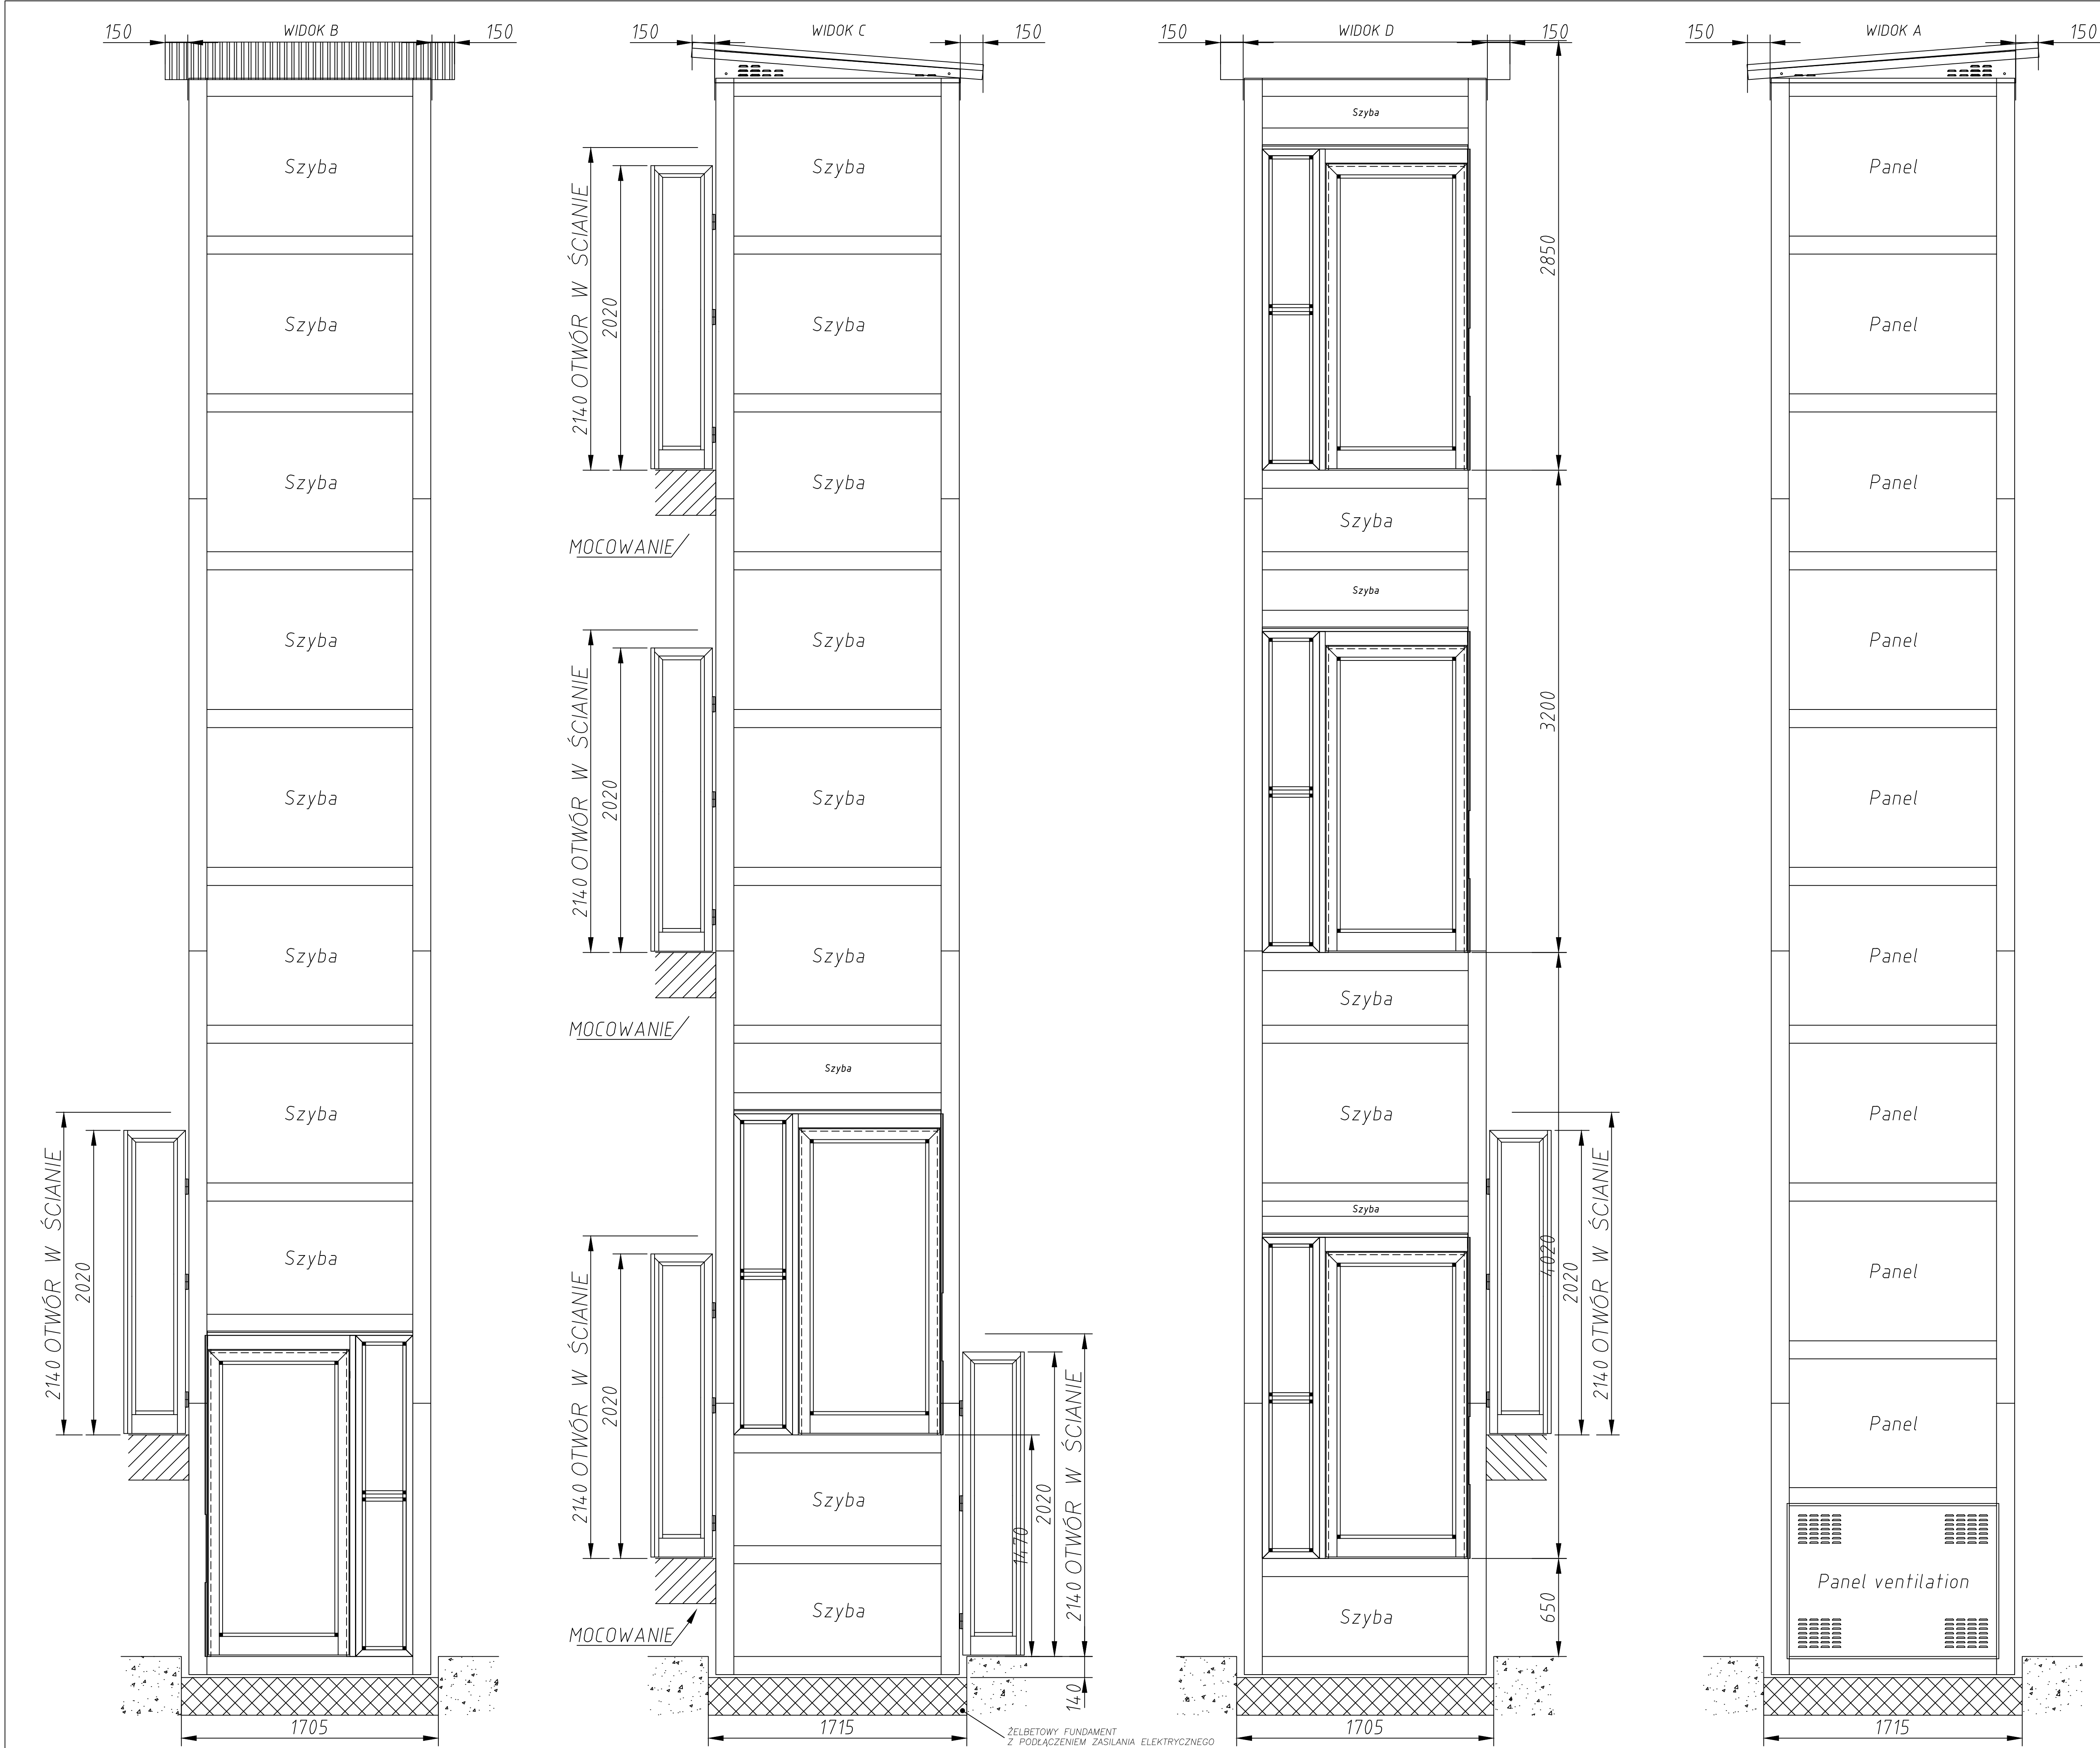 150
WIDOK B
150
Szyba
Szyba
Szyba
Szyba
Szyba
Szyba
Szyba
Szyba
2140 OTWÓR W ŚCIANIE
2020
1705
150
WIDOK C
150
2140 OTWÓR W ŚCIANIE
2020
MOCOWANIE
2140 OTWÓR W ŚCIANIE
2020
MOCOWANIE
2140 OTWÓR W ŚCIANIE
2020
MOCOWANIE
Szyba
Szyba
Szyba
Szyba
Szyba
Szyba
Szyba
Szyba
Szyba
1470
2020
2140 OTWÓR W ŚCIANIE
140
1715
ŻELBETOWY FUNDAMENT
Z PODŁĄCZENIEM ZASILANIA ELEKTRYCZNEGO
150
WIDOK D
150
Szyba
Szyba
Szyba
Szyba
Szyba
Szyba
Szyba
2850
3200
4020
650
2020
2140 OTWÓR W ŚCIANIE
1705
150
WIDOK A
150
Panel
Panel
Panel
Panel
Panel
Panel
Panel
Panel
Panel
Panel ventilation
1715